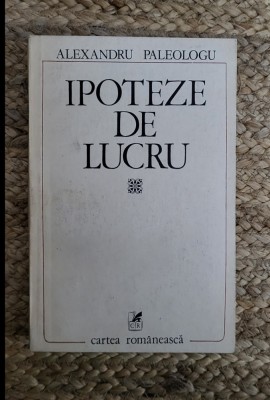 ALEXANDRU PALEOLOGU
IPOTEZE
DE
LUCRU
cartea românească